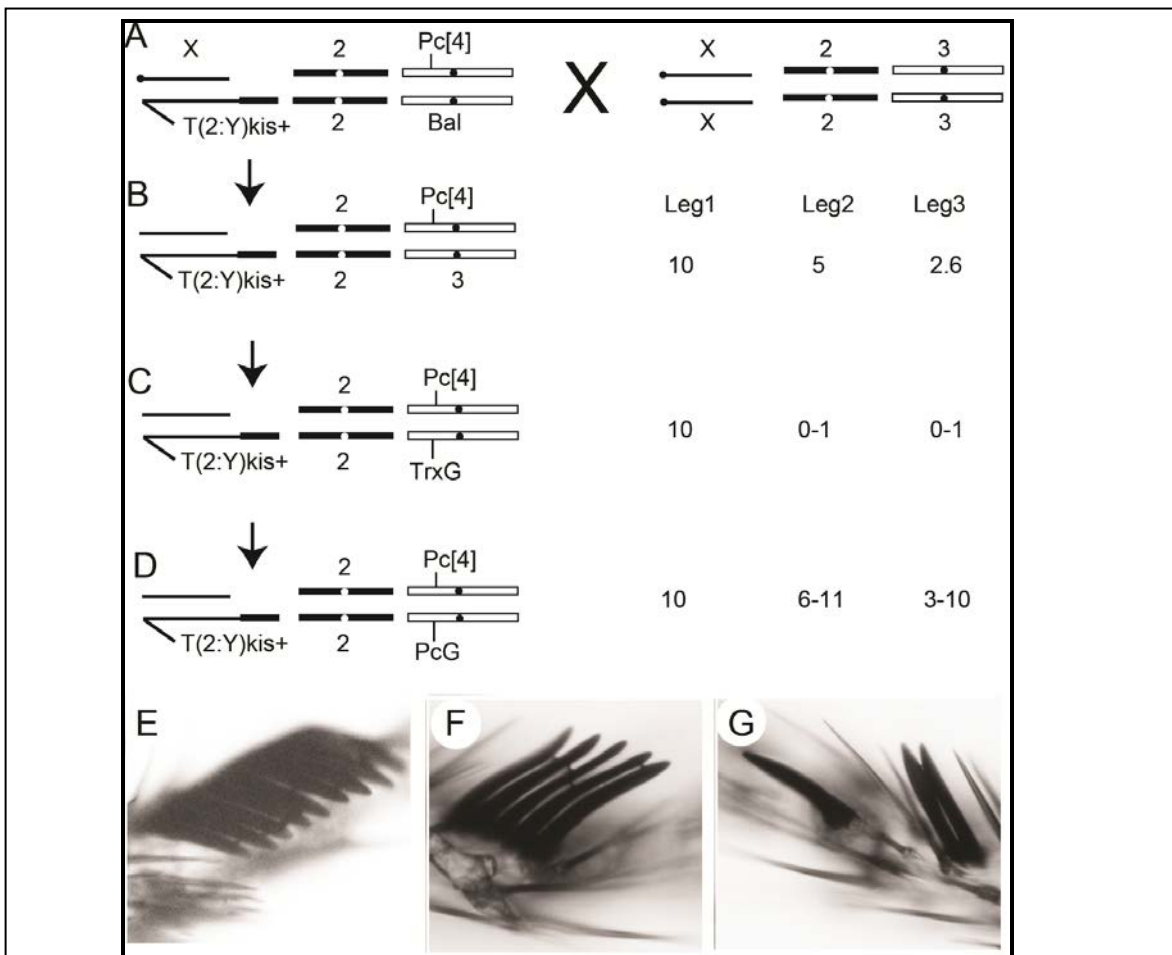 A X 2 Pc[4] X 2 3
T(2:Y)kis+ 2 Bal X X 2 3
B 2 Pc[4] Leg1 Leg2 Leg3
T(2:Y)kis+ 2 3 10 5 2.6
C 2 Pc[4]
T(2:Y)kis+ 2 TrxG 10 0-1 0-1
D 2 Pc[4]
T(2:Y)kis+ 2 PcG 10 6-11 3-10
E F G